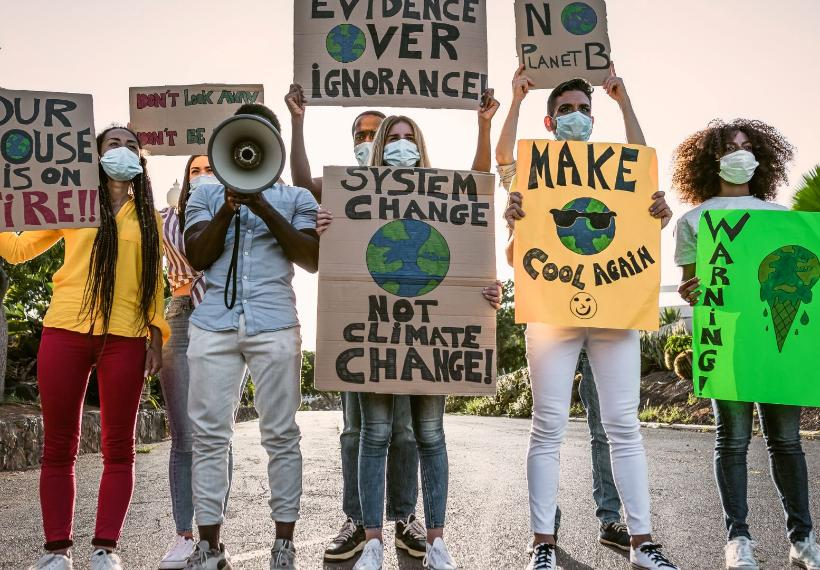 OUR
OUSE
IS ON
IRE!!
DON'T LOOK AWAY
DON'T BE
EVIDENCE
OVER
IGNORANCE!
SYSTEM
CHANGE
NOT
CLIMATE
CHANGE!
N
PLANET B
MAKE
COOL AGAIN
WARNING!